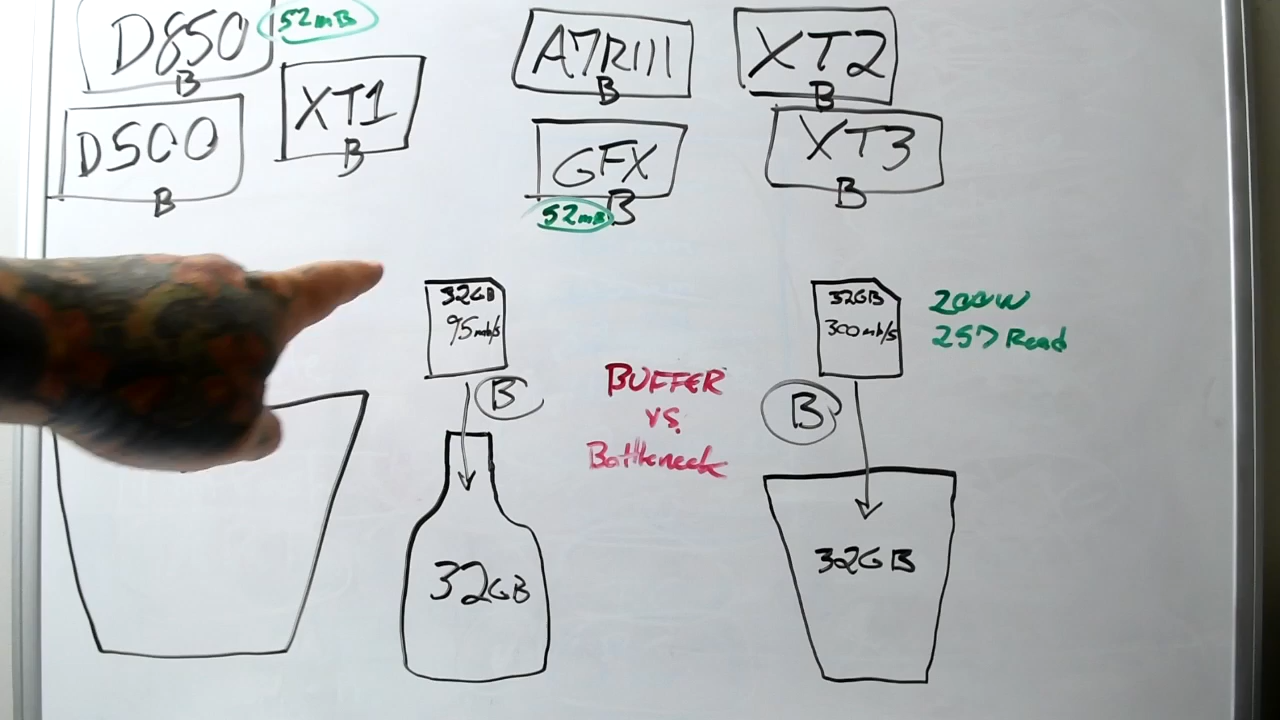 D850
52mB
B
XT1
B
D500
B
A7RIII
B
XT2
B
GFX
52mB
B
XT3
B
32GB
95mb/s
B
32GB
BUFFER
vs.
Bottleneck
32GB
300mb/s
200W
257 Read
B
32GB